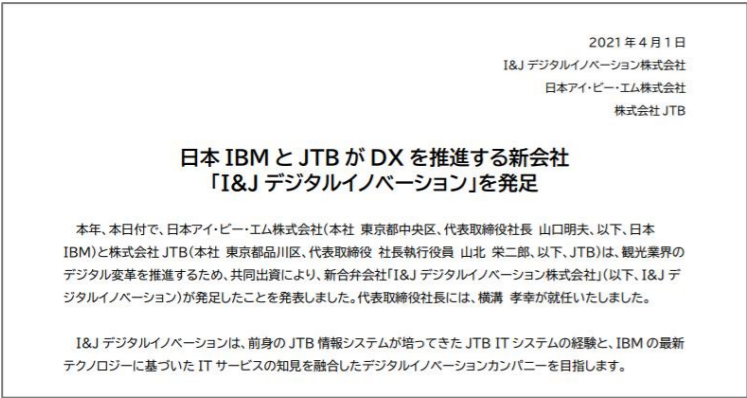 2021年4月1日
I&Jデジタルイノベーション株式会社
日本アイ・ビー・エム株式会社
株式会社JTB
日本IBMとJTBがDXを推進する新会社
「I&Jデジタルイノベーション」を発足
本年、本日付で、日本アイ・ビー・エム株式会社(本社 東京都中央区、代表取締役社長 山口明夫、以下、日本
IBM)と株式会社JTB(本社 東京都品川区、代表取締役 社長執行役員 山北 栄二郎、以下、JTB)は、観光業界の
デジタル変革を推進するため、共同出資により、新合弁会社「I&Jデジタルイノベーション株式会社」(以下、I&Jデ
ジタルイノベーション)が発足したことを発表しました。代表取締役社長には、横溝 孝幸が就任いたしました。
I&Jデジタルイノベーションは、前身のJTB情報システムが培ってきたJTB ITシステムの経験と、IBMの最新
テクノロジーに基づいたITサービスの知見を融合したデジタルイノベーションカンパニーを目指します。